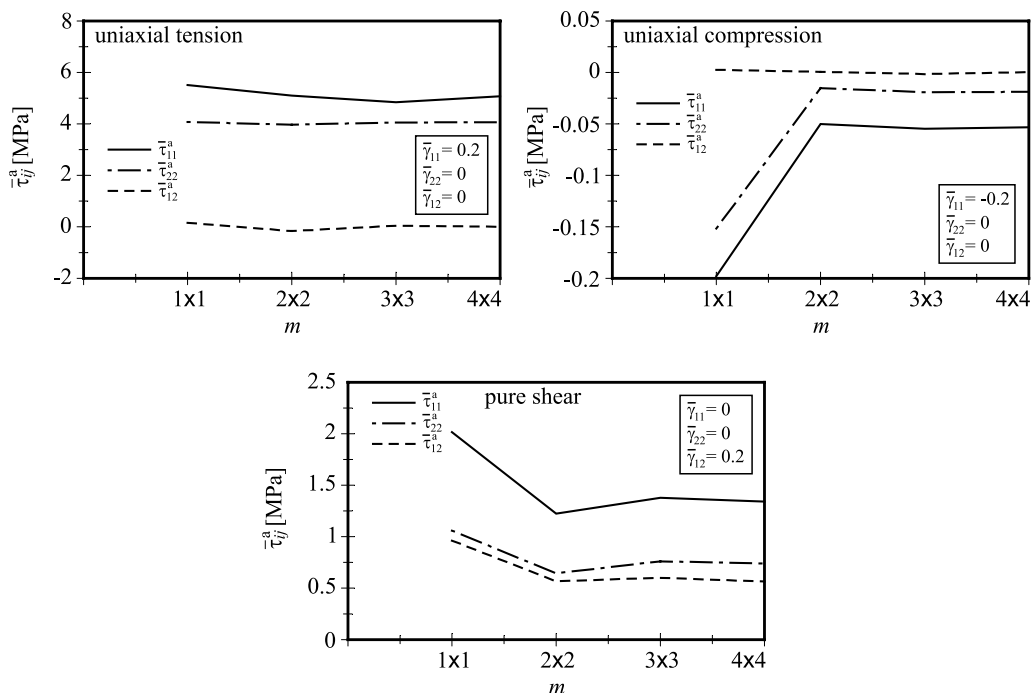 uniaxial tension
τ̄ᵃᵢⱼ [MPa]
8
6
4
2
0
-2
τ̄ᵃ₁₁
τ̄ᵃ₂₂
τ̄ᵃ₁₂
γ̄₁₁= 0.2
γ̄₂₂= 0
γ̄₁₂= 0
1x1 2x2 3x3 4x4
m
uniaxial compression
τ̄ᵃᵢⱼ [MPa]
0.05
0
-0.05
-0.1
-0.15
-0.2
τ̄ᵃ₁₁
τ̄ᵃ₂₂
τ̄ᵃ₁₂
γ̄₁₁= -0.2
γ̄₂₂= 0
γ̄₁₂= 0
1x1 2x2 3x3 4x4
m
pure shear
τ̄ᵃᵢⱼ [MPa]
2.5
2
1.5
1
0.5
0
τ̄ᵃ₁₁
τ̄ᵃ₂₂
τ̄ᵃ₁₂
γ̄₁₁= 0
γ̄₂₂= 0
γ̄₁₂= 0.2
1x1 2x2 3x3 4x4
m